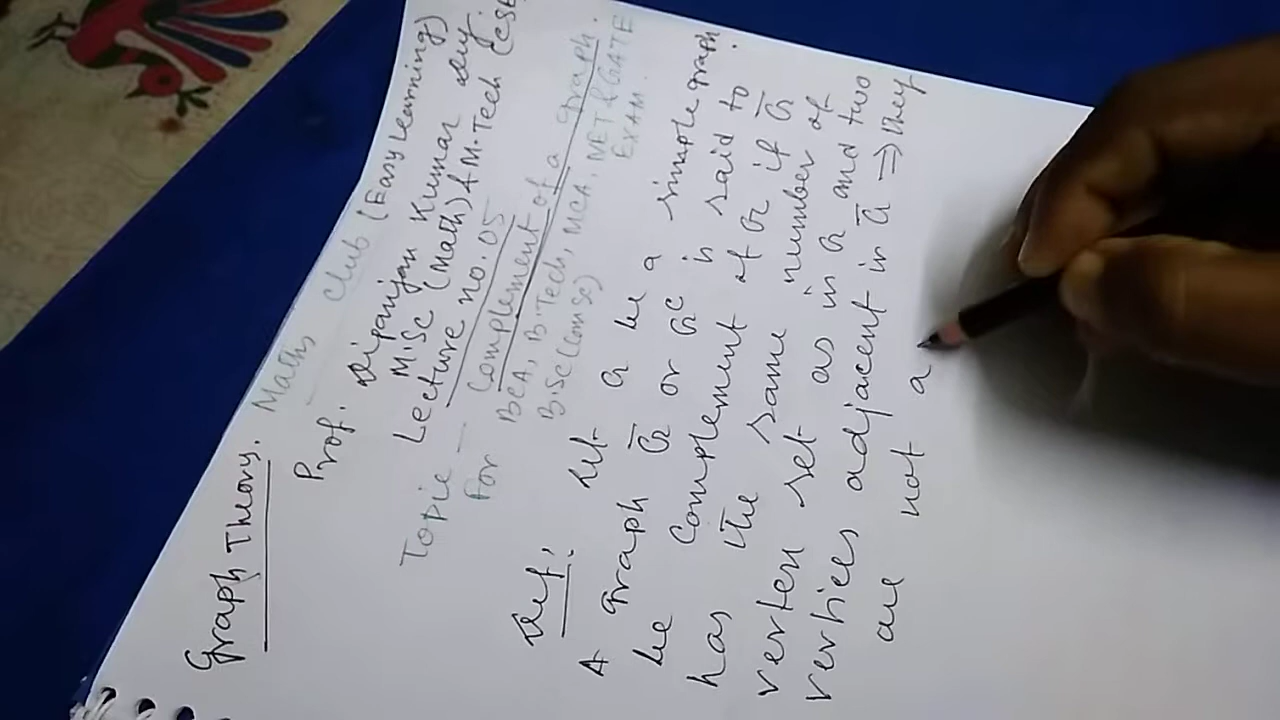 Graph Theory. Maths Club (Easy Learning)
Prof. Dipanjan Kumar Dey.
M.Sc (Math) & M.Tech (CSE
Lecture no. 05
Topic - Complement of a Graph.
For BCA, B.Tech, MCA, NET & GATE
B.Sc (COMSC) EXAM.
Def: Let G be a simple graph.
A graph G̅ or Gᶜ is said to
be Complement of G if G̅
has the same number of
vertex set as in G and two
vertices adjacent in G̅ ⇒ they
are not a